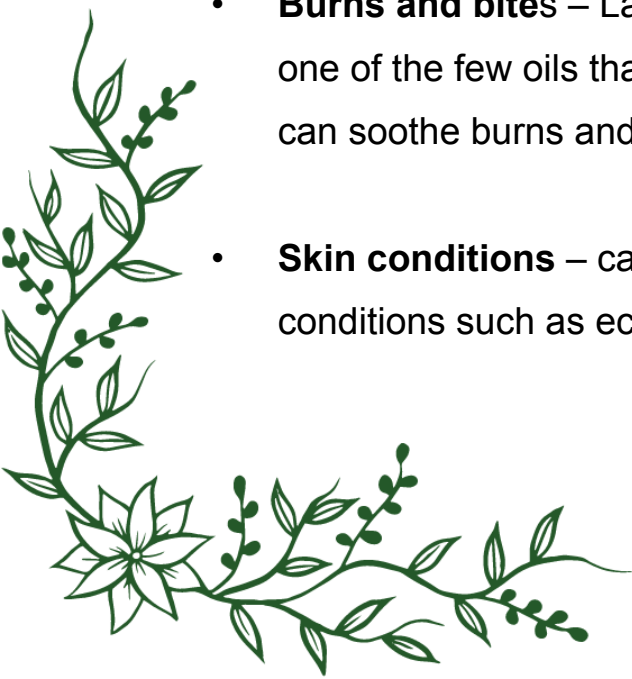 • Burns and bites – La
one of the few oils tha
can soothe burns and
• Skin conditions – ca
conditions such as ec